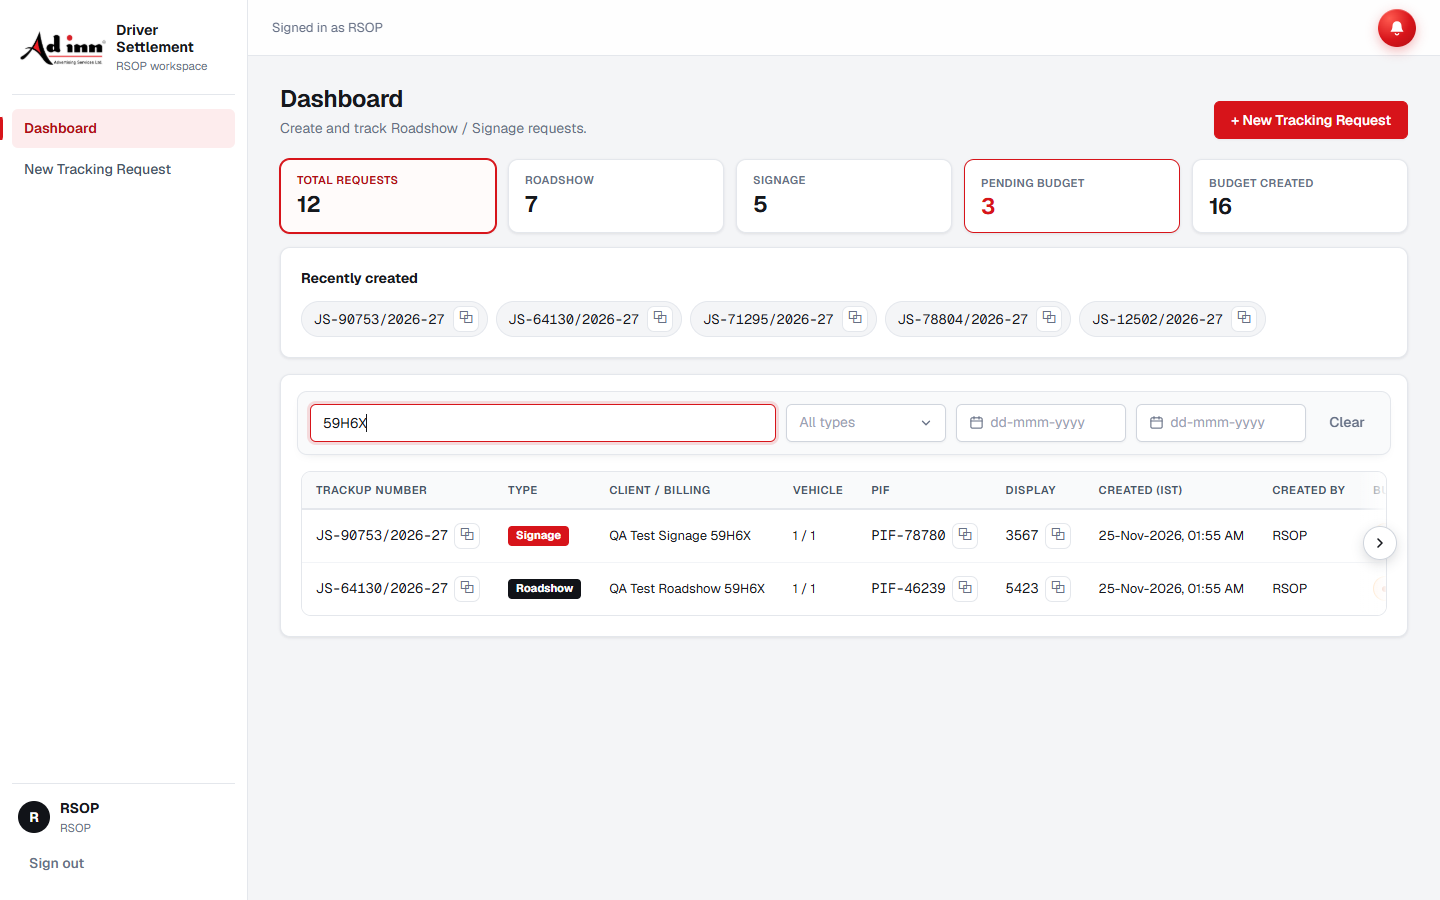 Ad inn
Advertising Services Ltd.
Driver
Settlement
RSOP workspace
Signed in as RSOP
Dashboard
New Tracking Request
Dashboard
Create and track Roadshow / Signage requests.
+ New Tracking Request
TOTAL REQUESTS
12
ROADSHOW
7
SIGNAGE
5
PENDING BUDGET
3
BUDGET CREATED
16
Recently created
JS-90753/2026-27 JS-64130/2026-27 JS-71295/2026-27 JS-78804/2026-27 JS-12502/2026-27
59H6X All types dd-mmm-yyyy dd-mmm-yyyy Clear
TRACKUP NUMBER TYPE CLIENT / BILLING VEHICLE PIF DISPLAY CREATED (IST) CREATED BY
JS-90753/2026-27 Signage QA Test Signage 59H6X 1 / 1 PIF-78780 3567 25-Nov-2026, 01:55 AM RSOP
JS-64130/2026-27 Roadshow QA Test Roadshow 59H6X 1 / 1 PIF-46239 5423 25-Nov-2026, 01:55 AM RSOP
R
RSOP
RSOP
Sign out